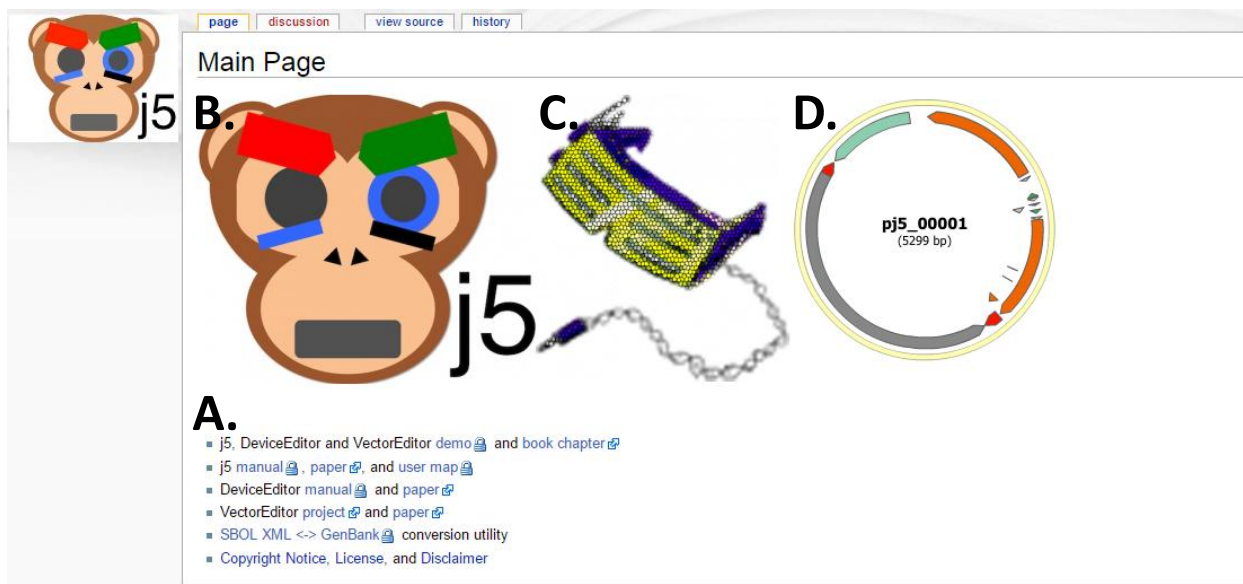 page discussion view source history
j5
Main Page
B. C. D.
pj5_00001
(5299 bp)
j5
A.
j5, DeviceEditor and VectorEditor demo and book chapter
j5 manual , paper , and user map
DeviceEditor manual and paper
VectorEditor project and paper
SBOL XML <-> GenBank conversion utility
Copyright Notice, License, and Disclaimer